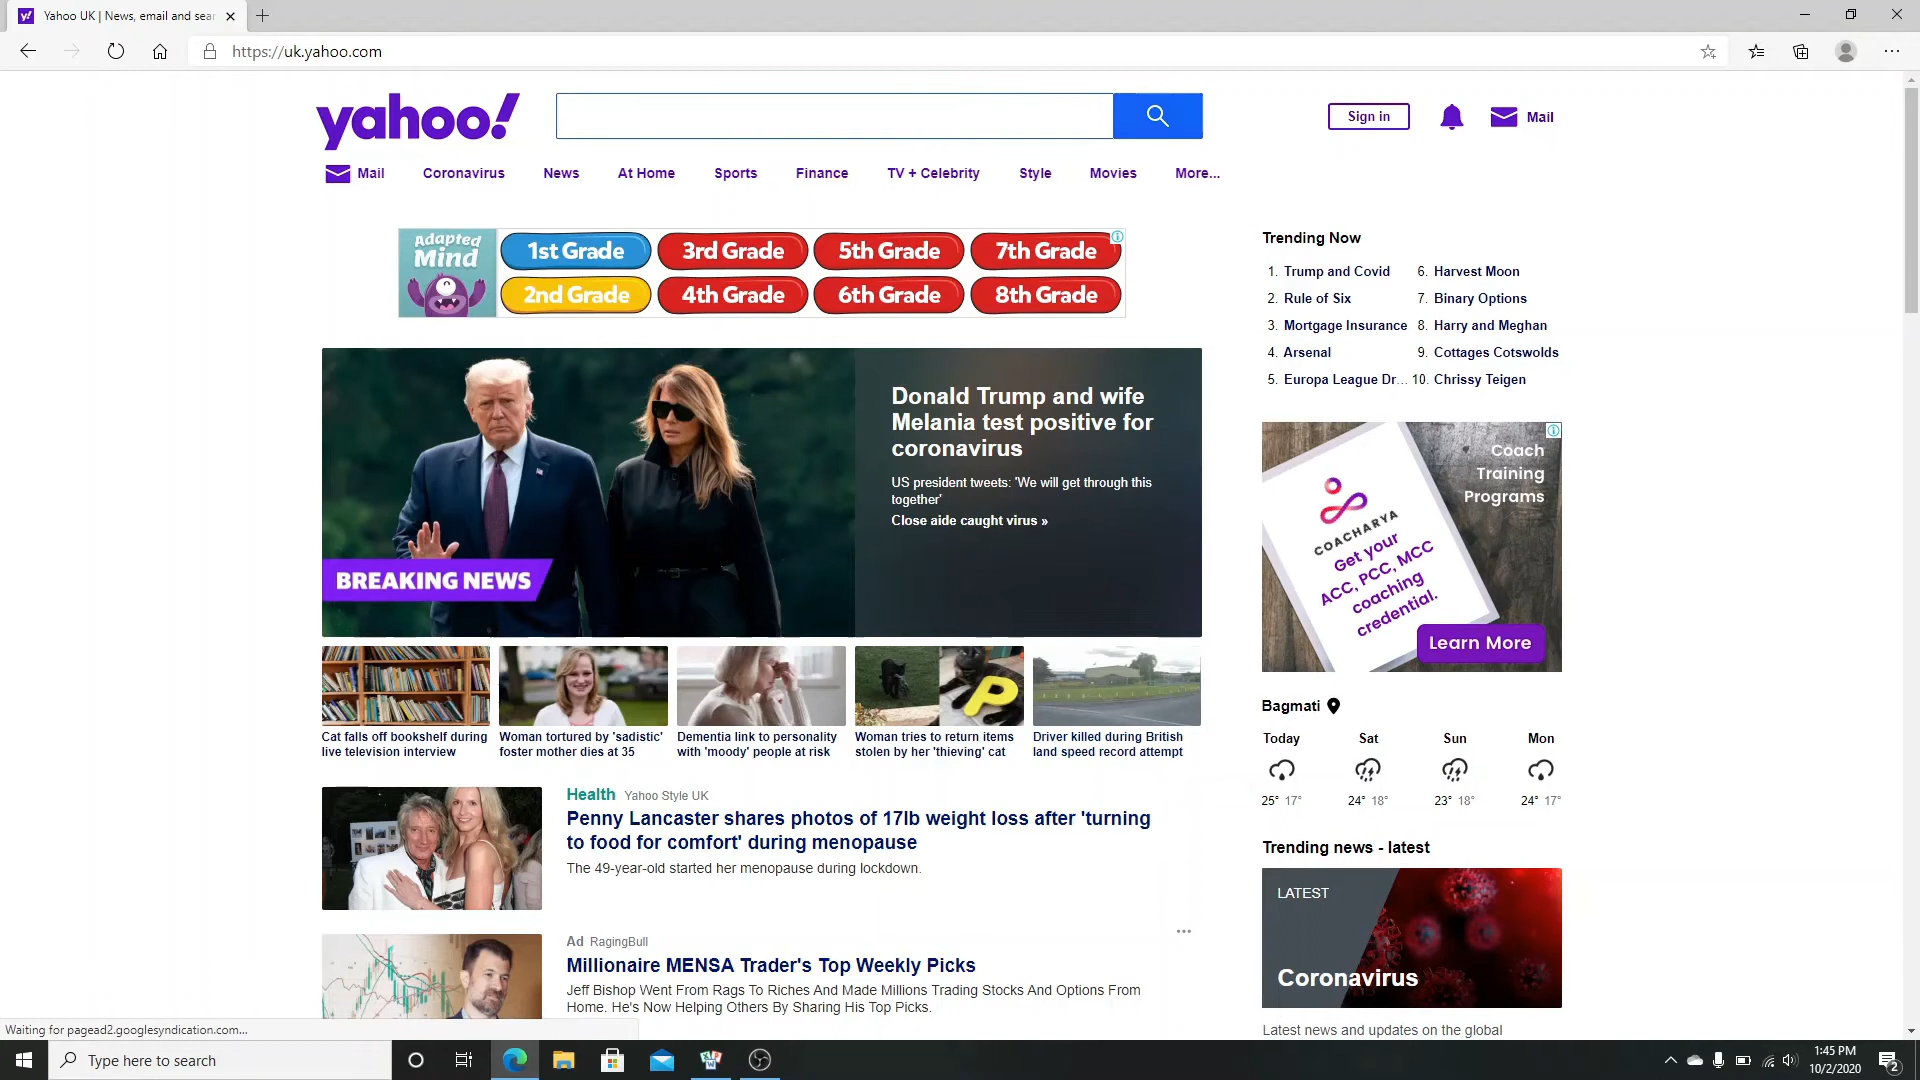 Yahoo UK | News, email and sear
https://uk.yahoo.com
yahoo!
Sign in
Mail
Mail
Coronavirus
News
At Home
Sports
Finance
TV + Celebrity
Style
Movies
More...
Adapted
Mind
1st Grade
3rd Grade
5th Grade
7th Grade
2nd Grade
4th Grade
6th Grade
8th Grade
Donald Trump and wife
Melania test positive for
coronavirus
US president tweets: 'We will get through this
together'
Close aide caught virus »
BREAKING NEWS
Cat falls off bookshelf during
live television interview
Woman tortured by 'sadistic'
foster mother dies at 35
Dementia link to personality
with 'moody' people at risk
P
Woman tries to return items
stolen by her 'thieving' cat
Driver killed during British
land speed record attempt
Health Yahoo Style UK
Penny Lancaster shares photos of 17lb weight loss after 'turning
to food for comfort' during menopause
The 49-year-old started her menopause during lockdown.
Ad RagingBull
Millionaire MENSA Trader's Top Weekly Picks
Jeff Bishop Went From Rags To Riches And Made Millions Trading Stocks And Options From
Home. He's Now Helping Others By Sharing His Top Picks.
Trending Now
1. Trump and Covid
2. Rule of Six
3. Mortgage Insurance
4. Arsenal
5. Europa League Dr...
6. Harvest Moon
7. Binary Options
8. Harry and Meghan
9. Cottages Cotswolds
10. Chrissy Teigen
Coach
Training
Programs
COACHARYA
Get your
ACC, PCC, MCC
coaching
credential.
Learn More
Bagmati
Today Sat Sun Mon
25° 17° 24° 18° 23° 18° 24° 17°
Trending news - latest
LATEST
Coronavirus
Latest news and updates on the global
Waiting for pagead2.googlesyndication.com...
Type here to search
1:45 PM
10/2/2020
2